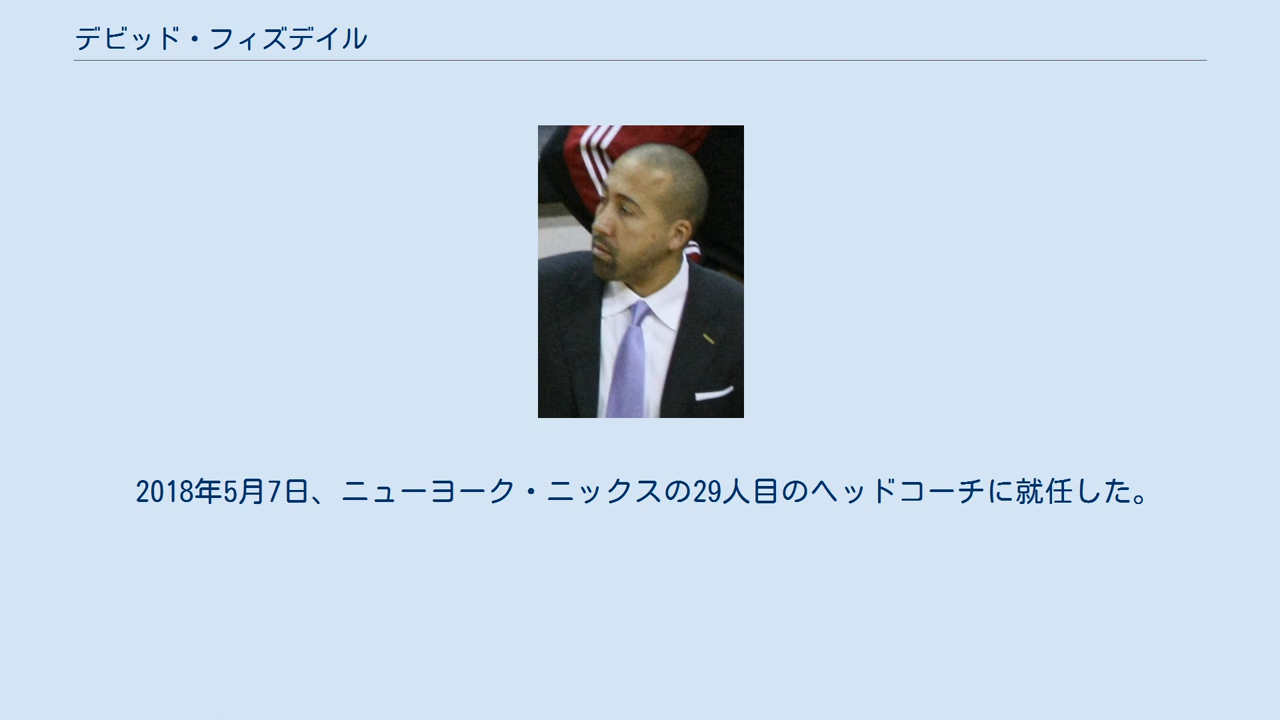 デビッド・フィズデイル
2018年5月7日、ニューヨーク・ニックスの29人目のヘッドコーチに就任した。